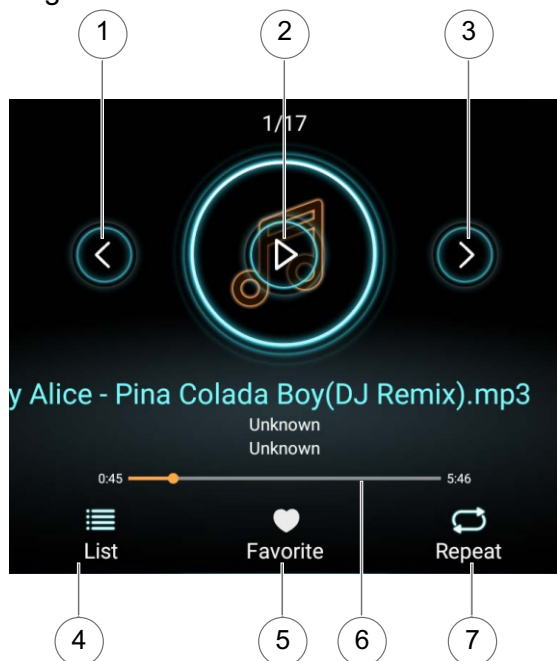 1 2 3
1/17
y Alice - Pina Colada Boy(DJ Remix).mp3
Unknown
Unknown
0:45 5:46
List Favorite Repeat
4 5 6 7